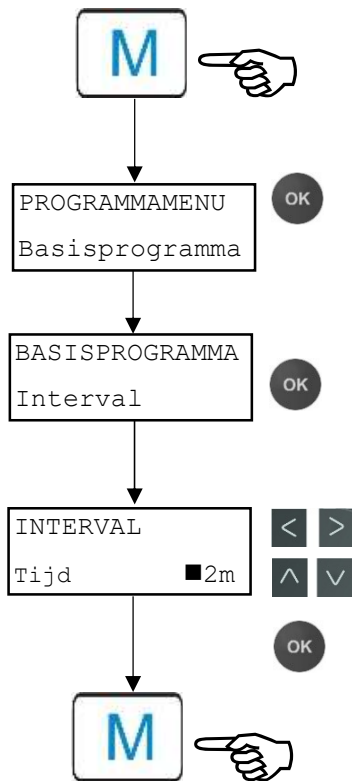 M
PROGRAMMAMENU
OK
Basisprogramma
BASISPROGRAMMA
OK
Interval
INTERVAL
< >
Tijd ■2m
∧ ∨
OK
M